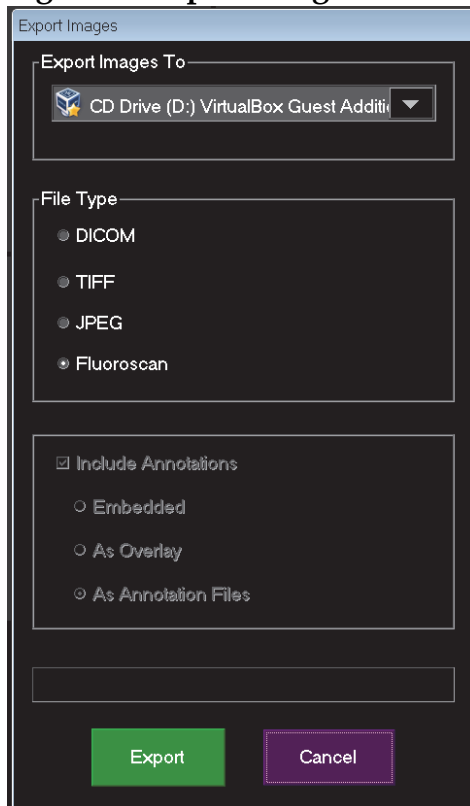 Export Images
Export Images To
CD Drive (D:) VirtualBox Guest Additi
File Type
DICOM
TIFF
JPEG
Fluoroscan
Include Annotations
Embedded
As Overlay
As Annotation Files
Export
Cancel